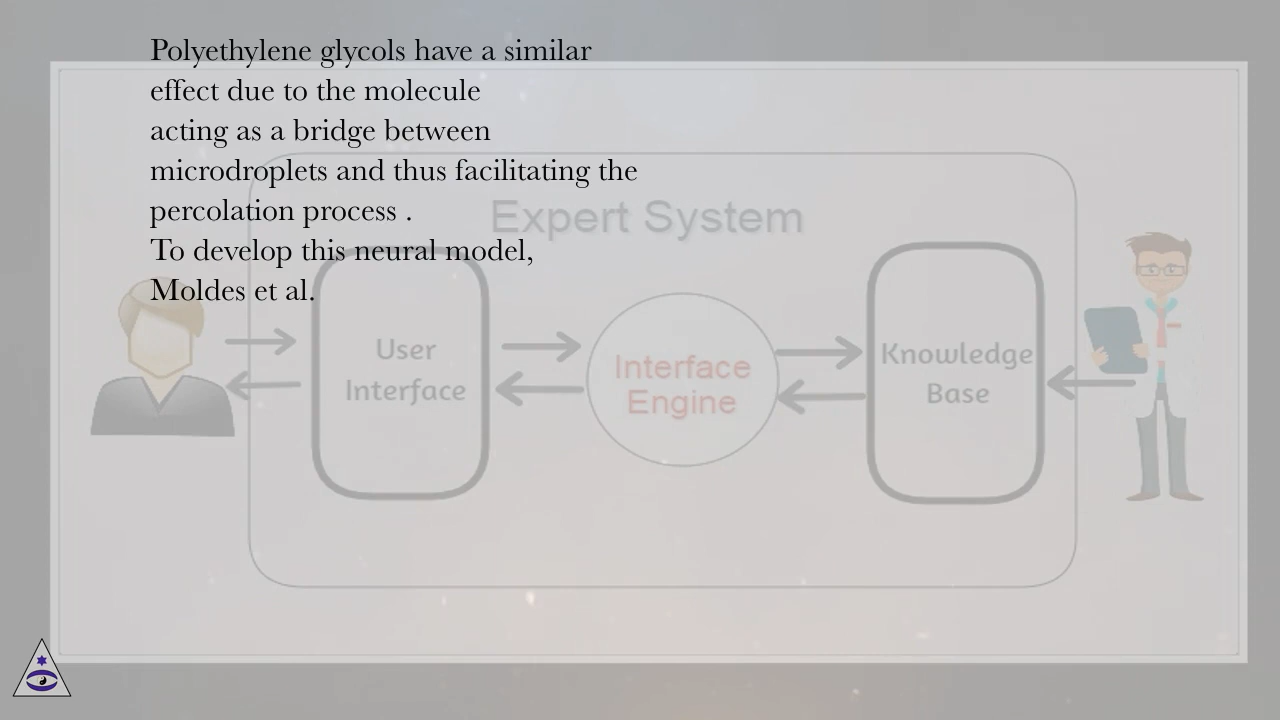 Polyethylene glycols have a similar
effect due to the molecule
acting as a bridge between
microdroplets and thus facilitating the
percolation process .
To develop this neural model,
Moldes et al.
Expert System
User
Interface
Interface
Engine
Knowledge
Base